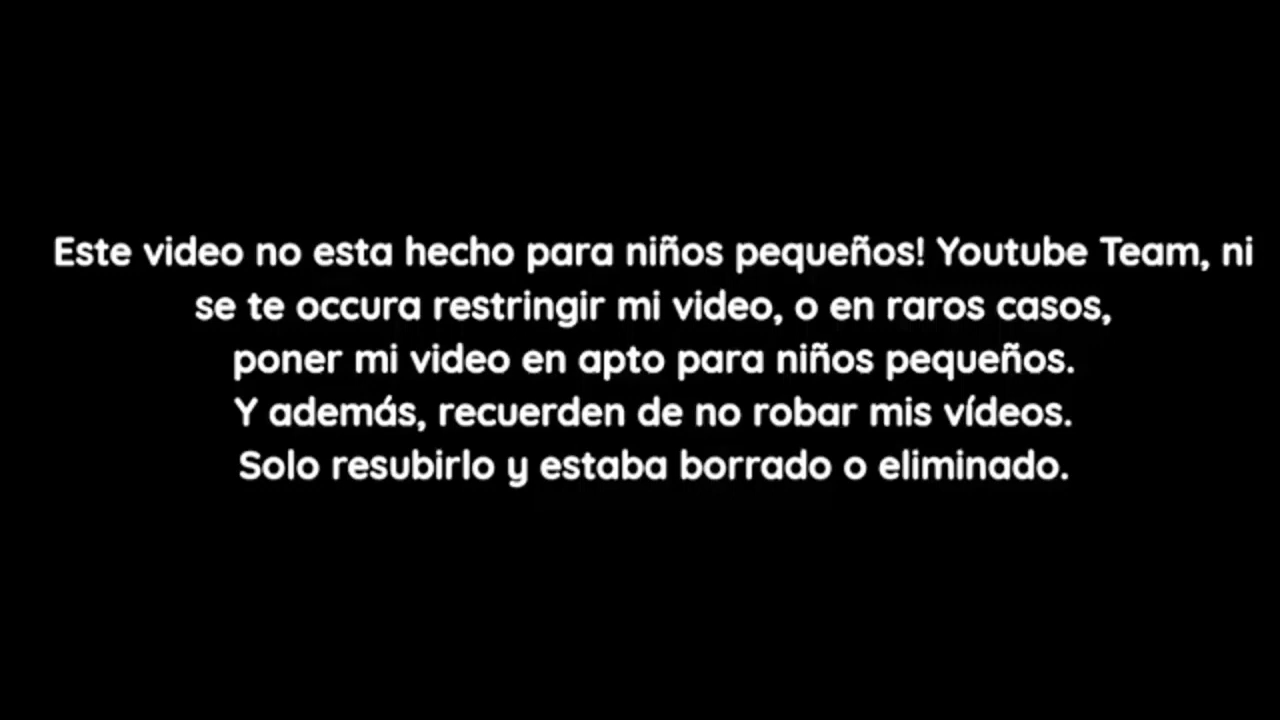 Este video no esta hecho para niños pequeños! Youtube Team, ni
se te occura restringir mi video, o en raros casos,
poner mi video en apto para niños pequeños.
Y además, recuerden de no robar mis vídeos.
Solo resubirlo y estaba borrado o eliminado.